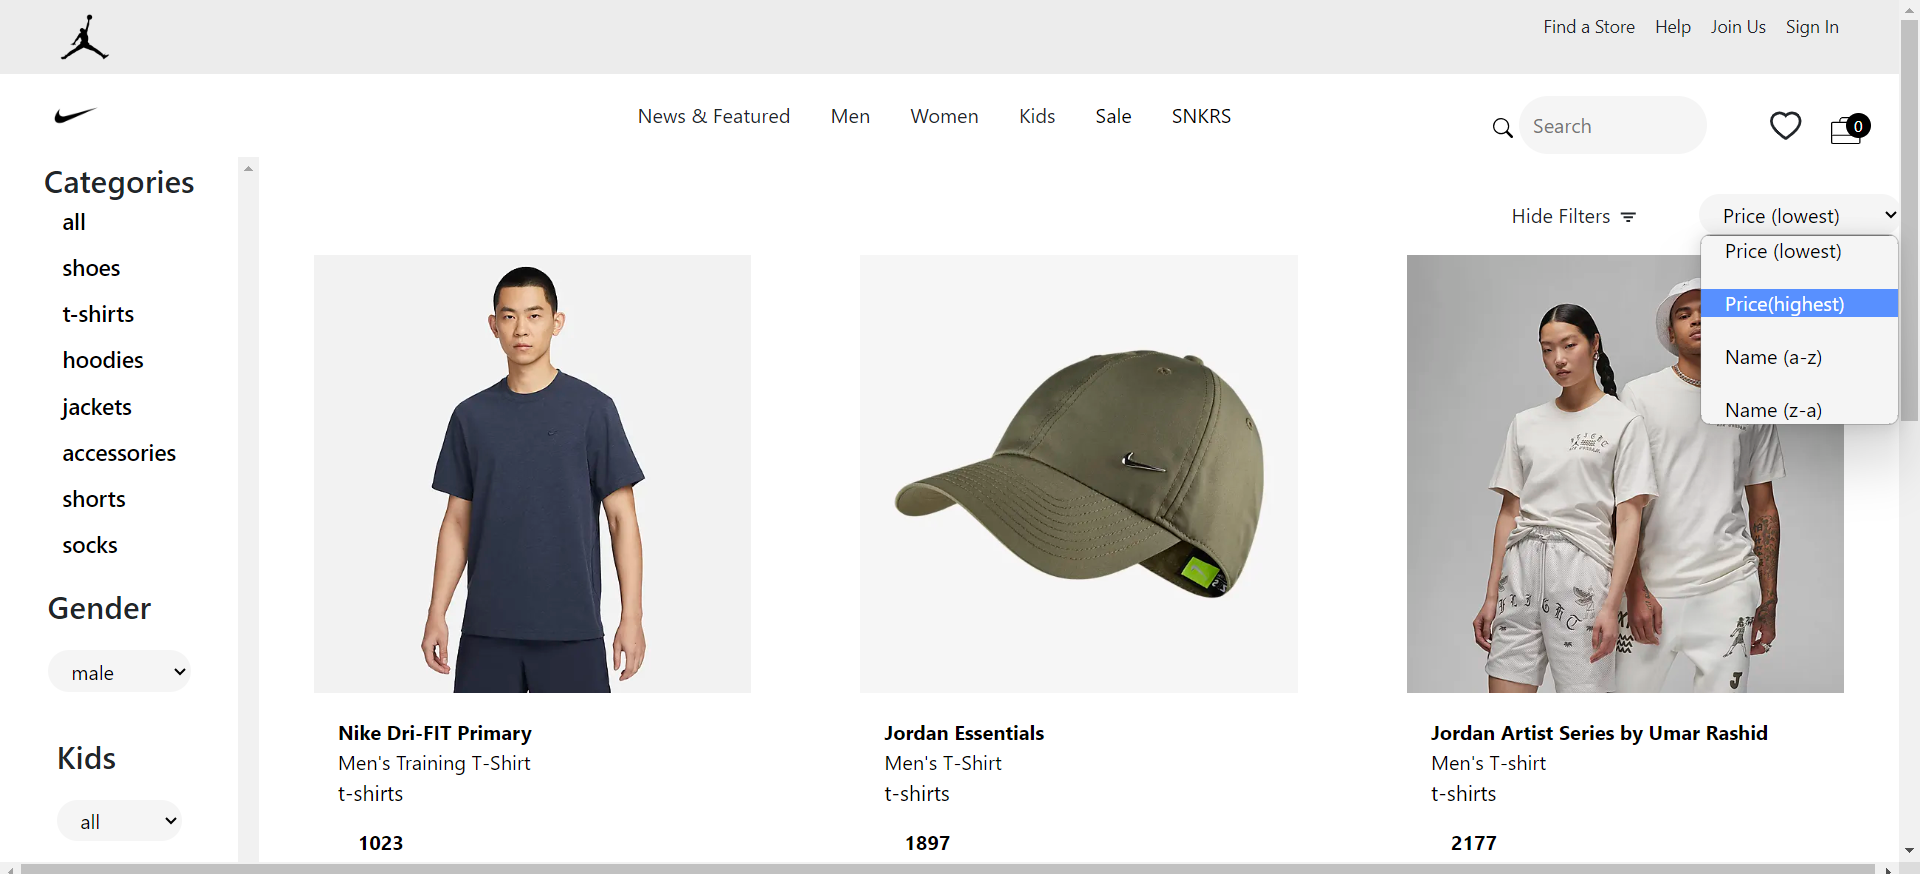 Find a Store Help Join Us Sign In
News & Featured Men Women Kids Sale SNKRS
Search
0
Categories
all
shoes
t-shirts
hoodies
jackets
accessories
shorts
socks
Gender
male
Kids
all
Hide Filters
Price (lowest)
Price (lowest)
Price(highest)
Name (a-z)
Name (z-a)
Nike Dri-FIT Primary
Men's Training T-Shirt
t-shirts
1023
Jordan Essentials
Men's T-Shirt
t-shirts
1897
Jordan Artist Series by Umar Rashid
Men's T-shirt
t-shirts
2177